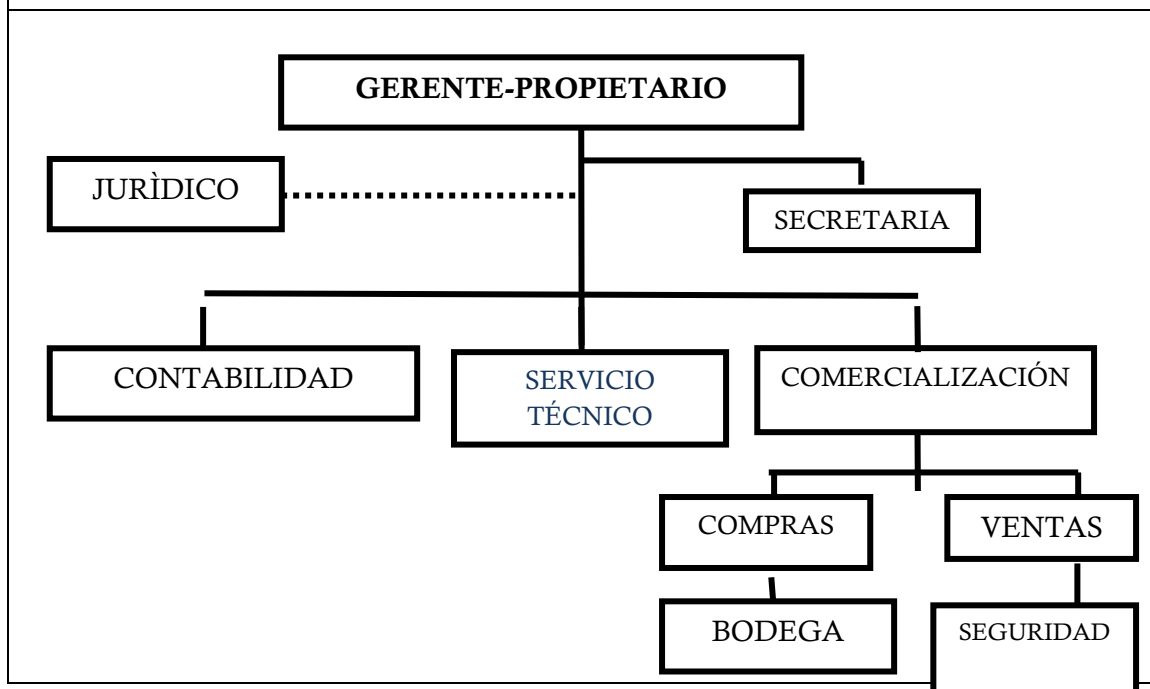 GERENTE-PROPIETARIO
JURÌDICO
SECRETARIA
CONTABILIDAD
SERVICIO
TÉCNICO
COMERCIALIZACIÓN
COMPRAS
VENTAS
BODEGA
SEGURIDAD